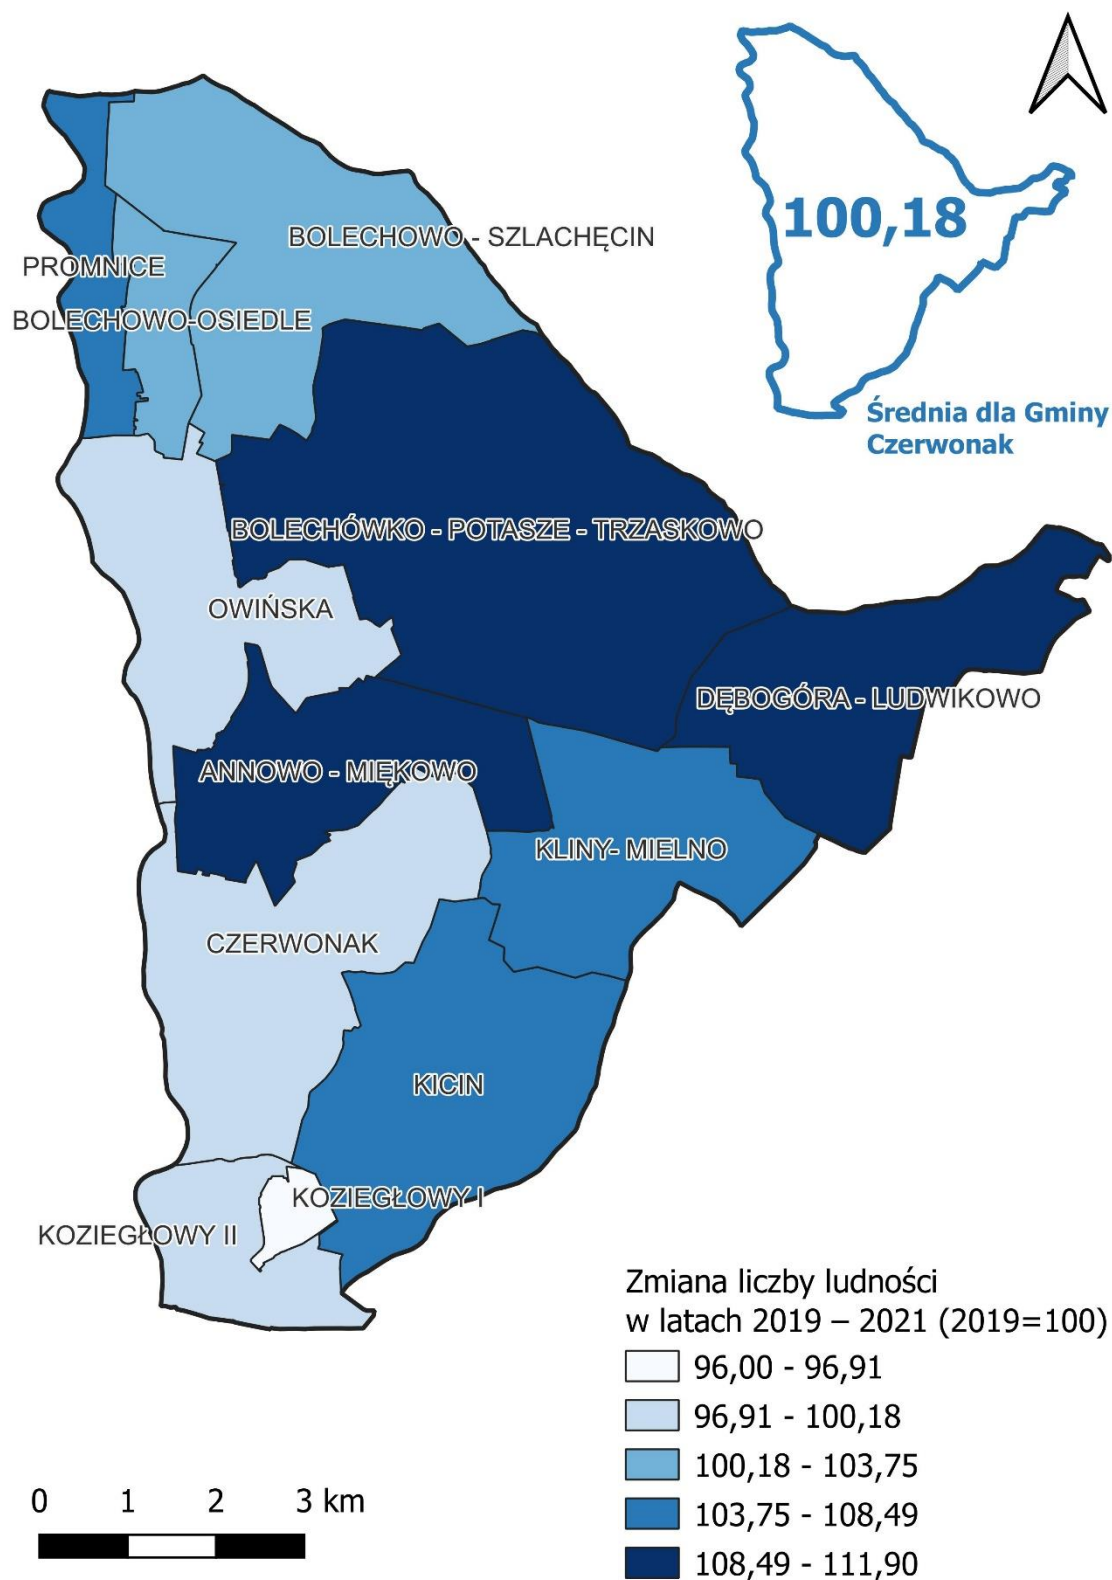 100,18
Średnia dla Gminy
Czerwonak
BOLECHOWO - SZLACHĘCIN
PROMNICE
BOLECHOWO-OSIEDLE
BOLECHÓWKO - POTASZE - TRZASKOWO
OWIŃSKA
DĘBOGÓRA - LUDWIKOWO
ANNOWO - MIĘKOWO
KLINY- MIELNO
CZERWONAK
KICIN
KOZIEGŁOWY I
KOZIEGŁOWY II
Zmiana liczby ludności
w latach 2019 – 2021 (2019=100)
96,00 - 96,91
96,91 - 100,18
100,18 - 103,75
103,75 - 108,49
108,49 - 111,90
0 1 2 3 km